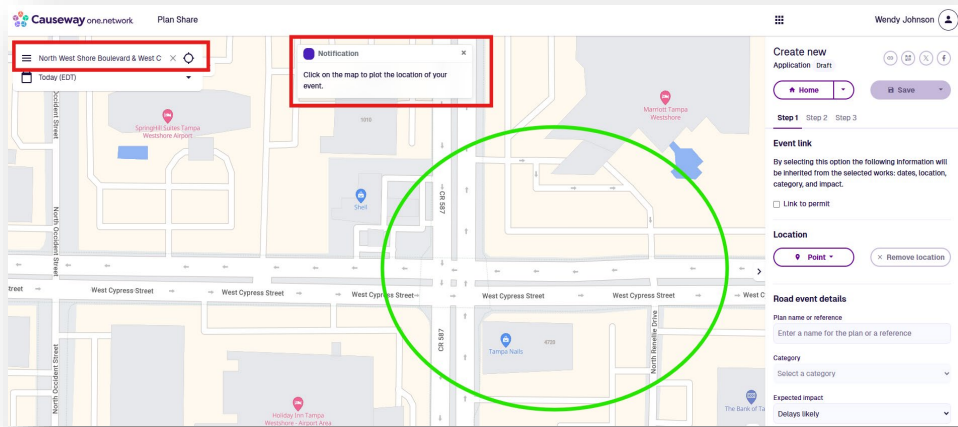 Causeway one.network
Plan Share
Wendy Johnson
North West Shore Boulevard & West C
Today (EDT)
Notification
Click on the map to plot the location of your
event.
Occident Street
SpringHill Suites Tampa
Westshore Airport
1010
Marriott Tampa
Westshore
Shell
CR 587
North Occident Street
treet
West Cypress Street
West Cypress Street
West Cypress Street
West Cypress Street
West Cypress Street
West C
CR 587
Tampa Nails
4720
North Renellie Drive
North Occident Street
Holiday Inn Tampa
Westshore - Airport Area
The Bank of Ta
Create new
Application Draft
Home
Save
Step 1 Step 2 Step 3
Event link
By selecting this option the following information will
be inherited from the selected works: dates, location,
category, and impact.
Link to permit
Location
Point
Remove location
Road event details
Plan name or reference
Enter a name for the plan or a reference
Category
Select a category
Expected impact
Delays likely